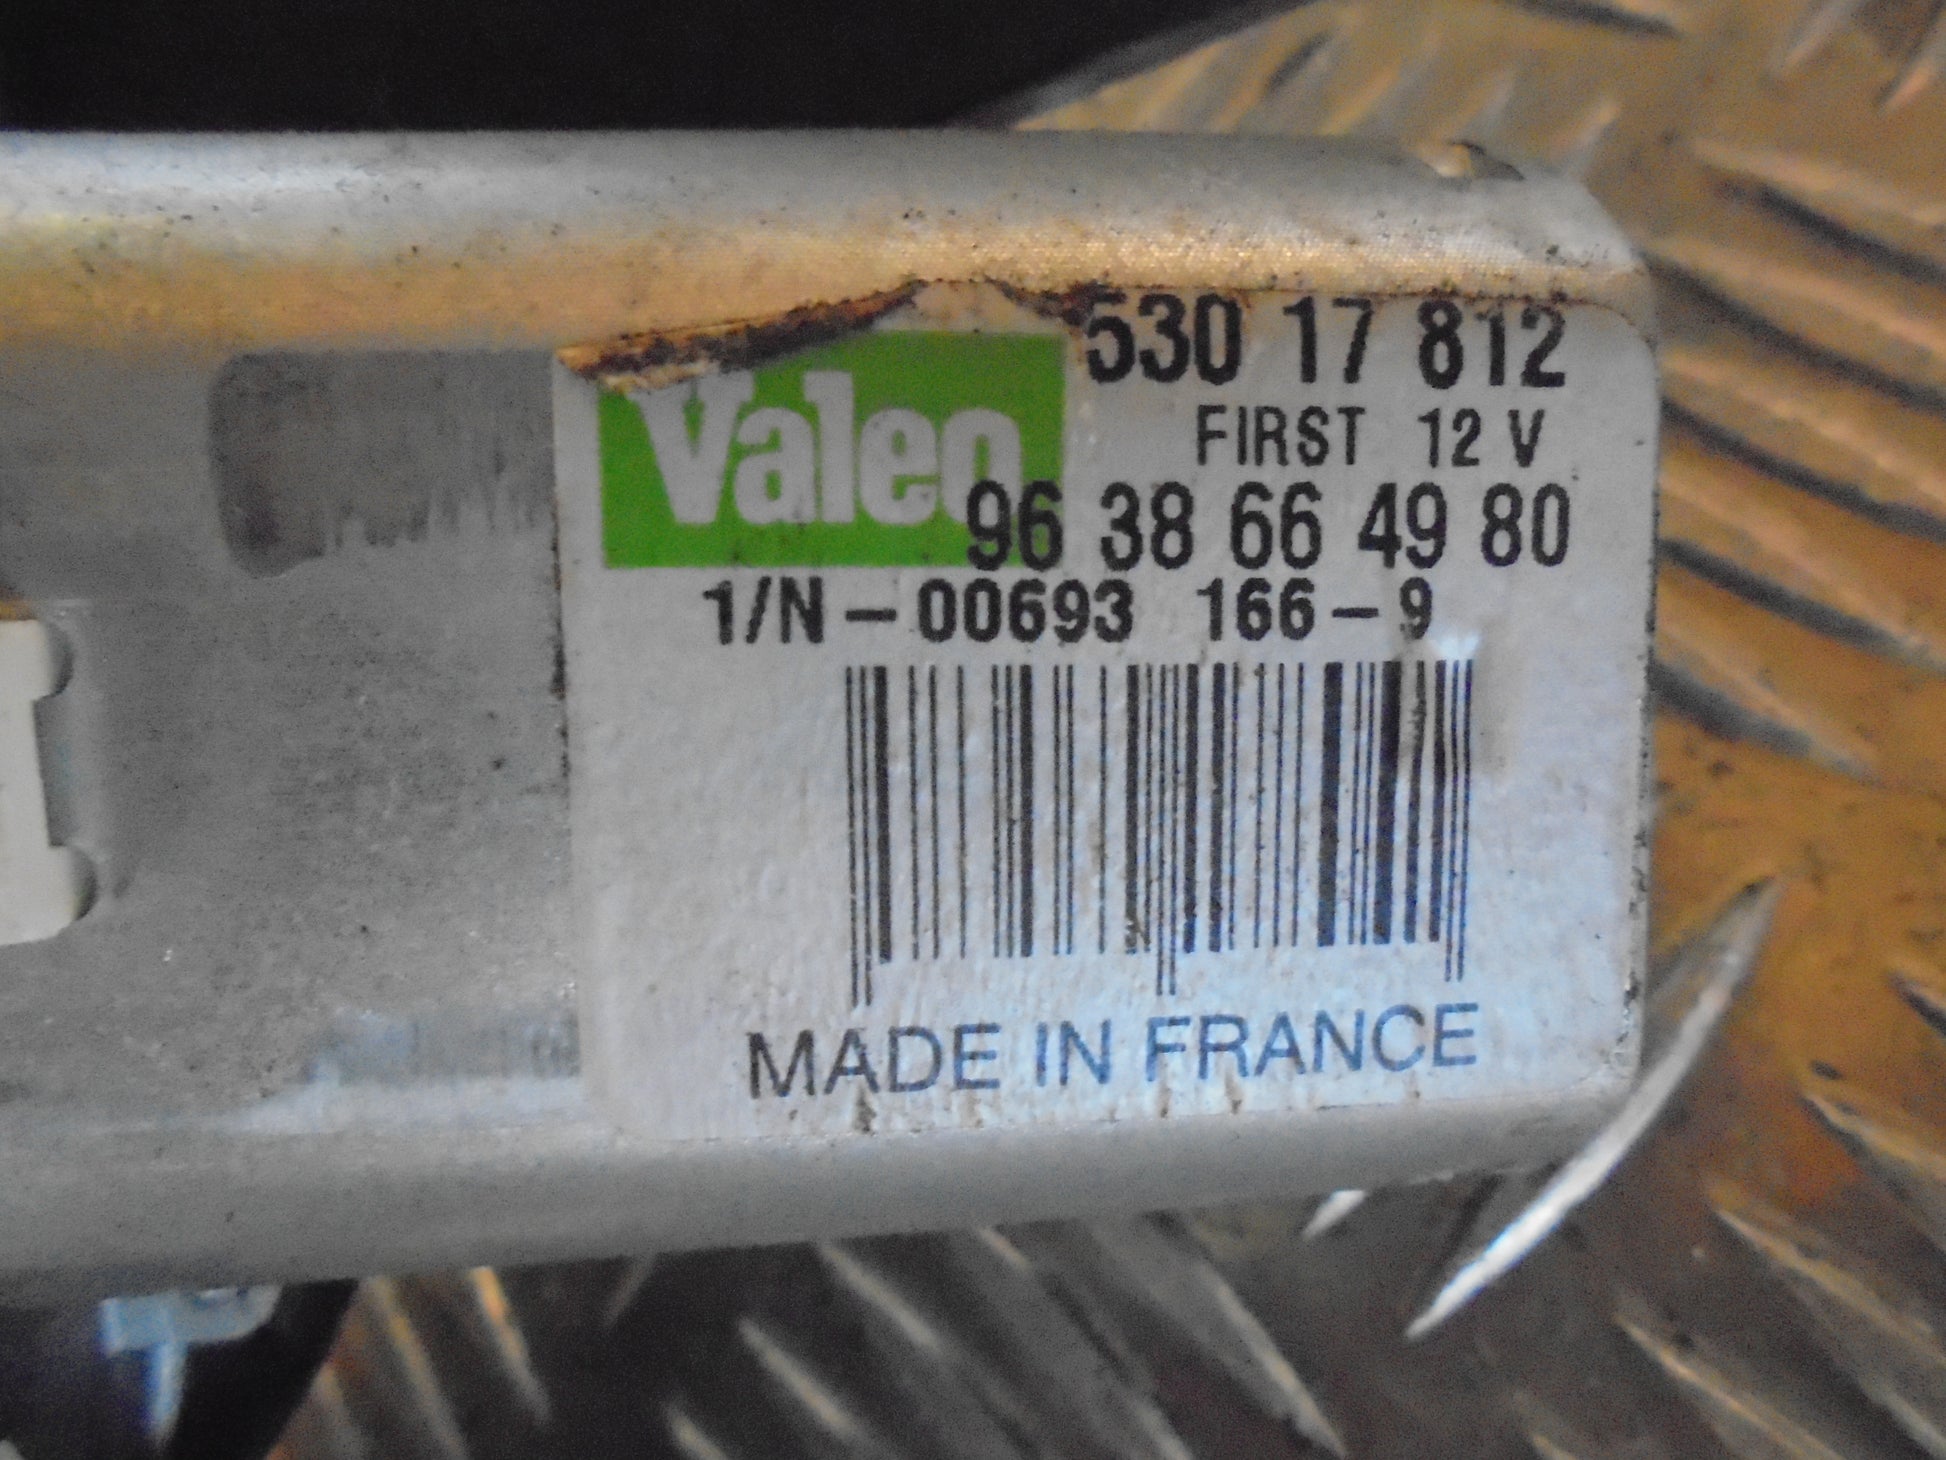 Valeo
530 17 812
FIRST 12 V
96 38 66 49 80
1/N-00693 166-9
MADE IN FRANCE